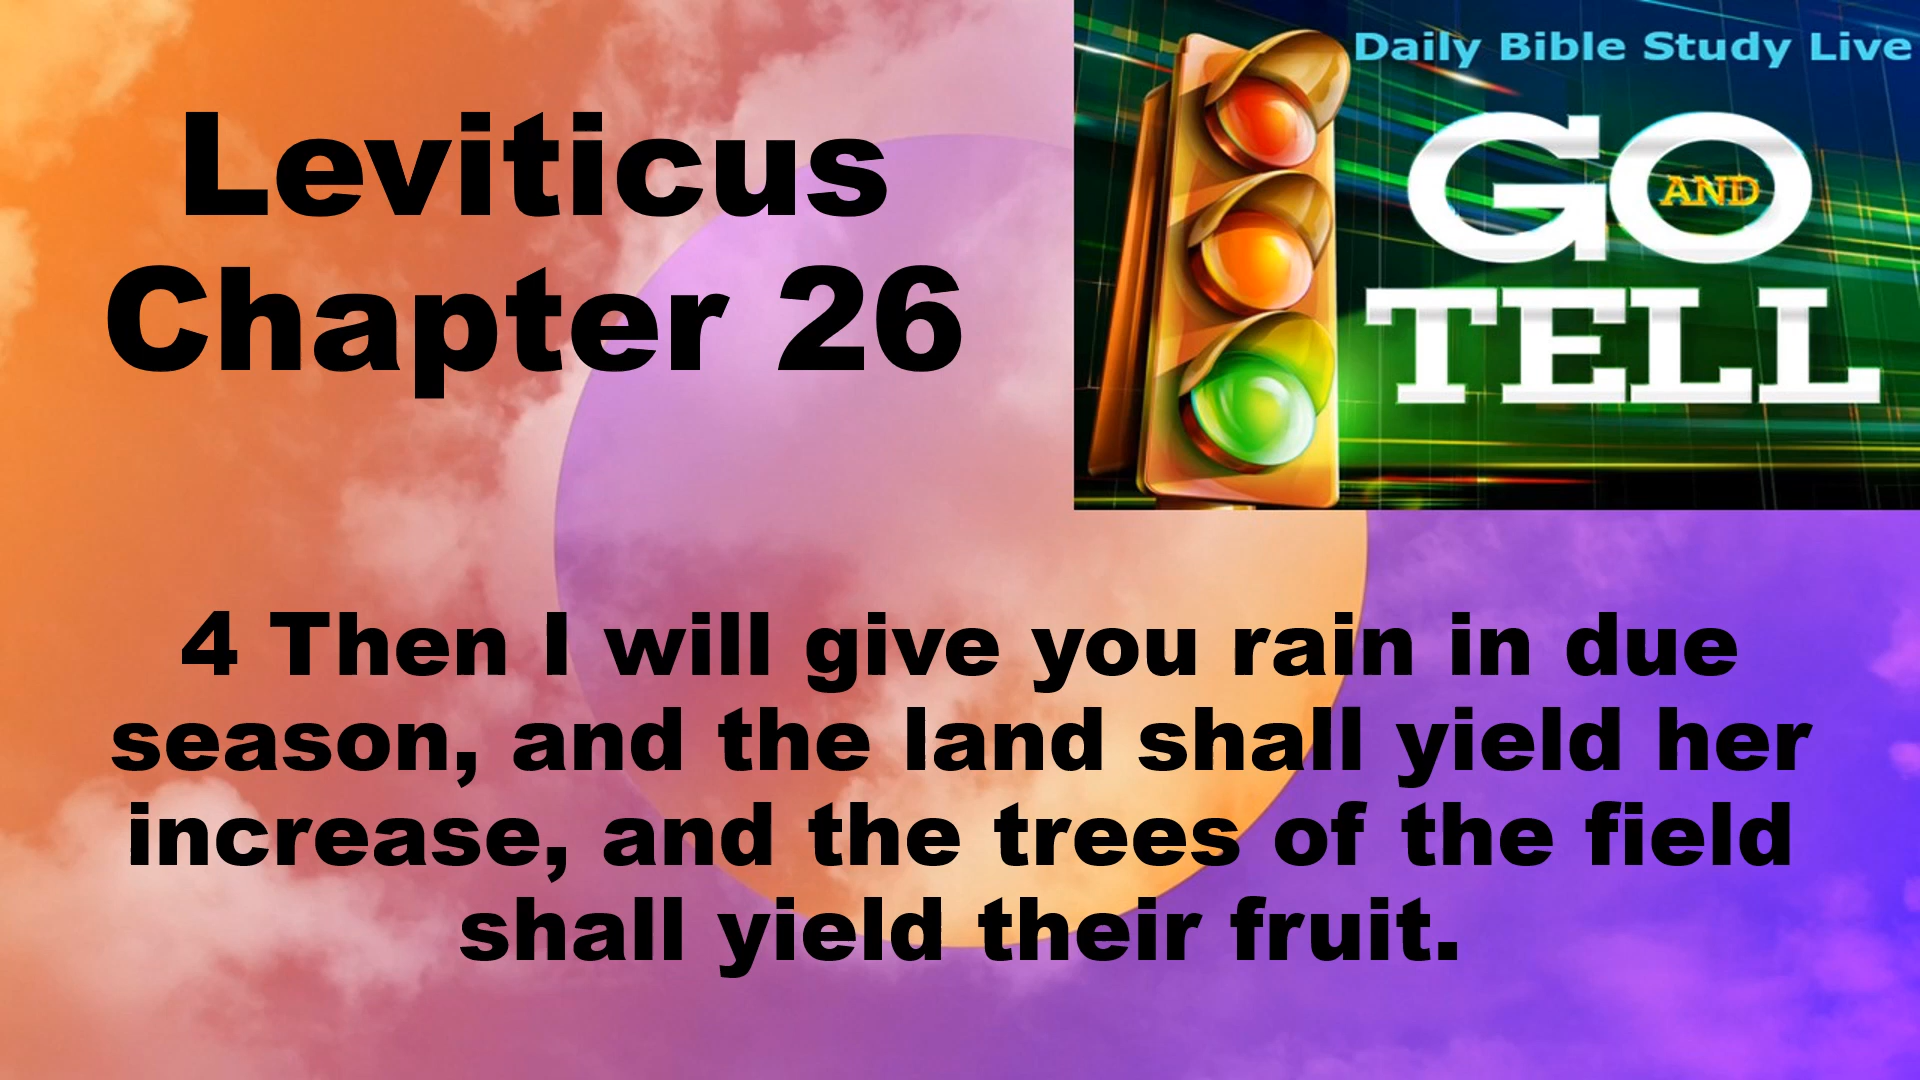 Leviticus
Chapter 26
Daily Bible Study Live
GO
AND
TELL
4 Then I will give you rain in due
season, and the land shall yield her
increase, and the trees of the field
shall yield their fruit.